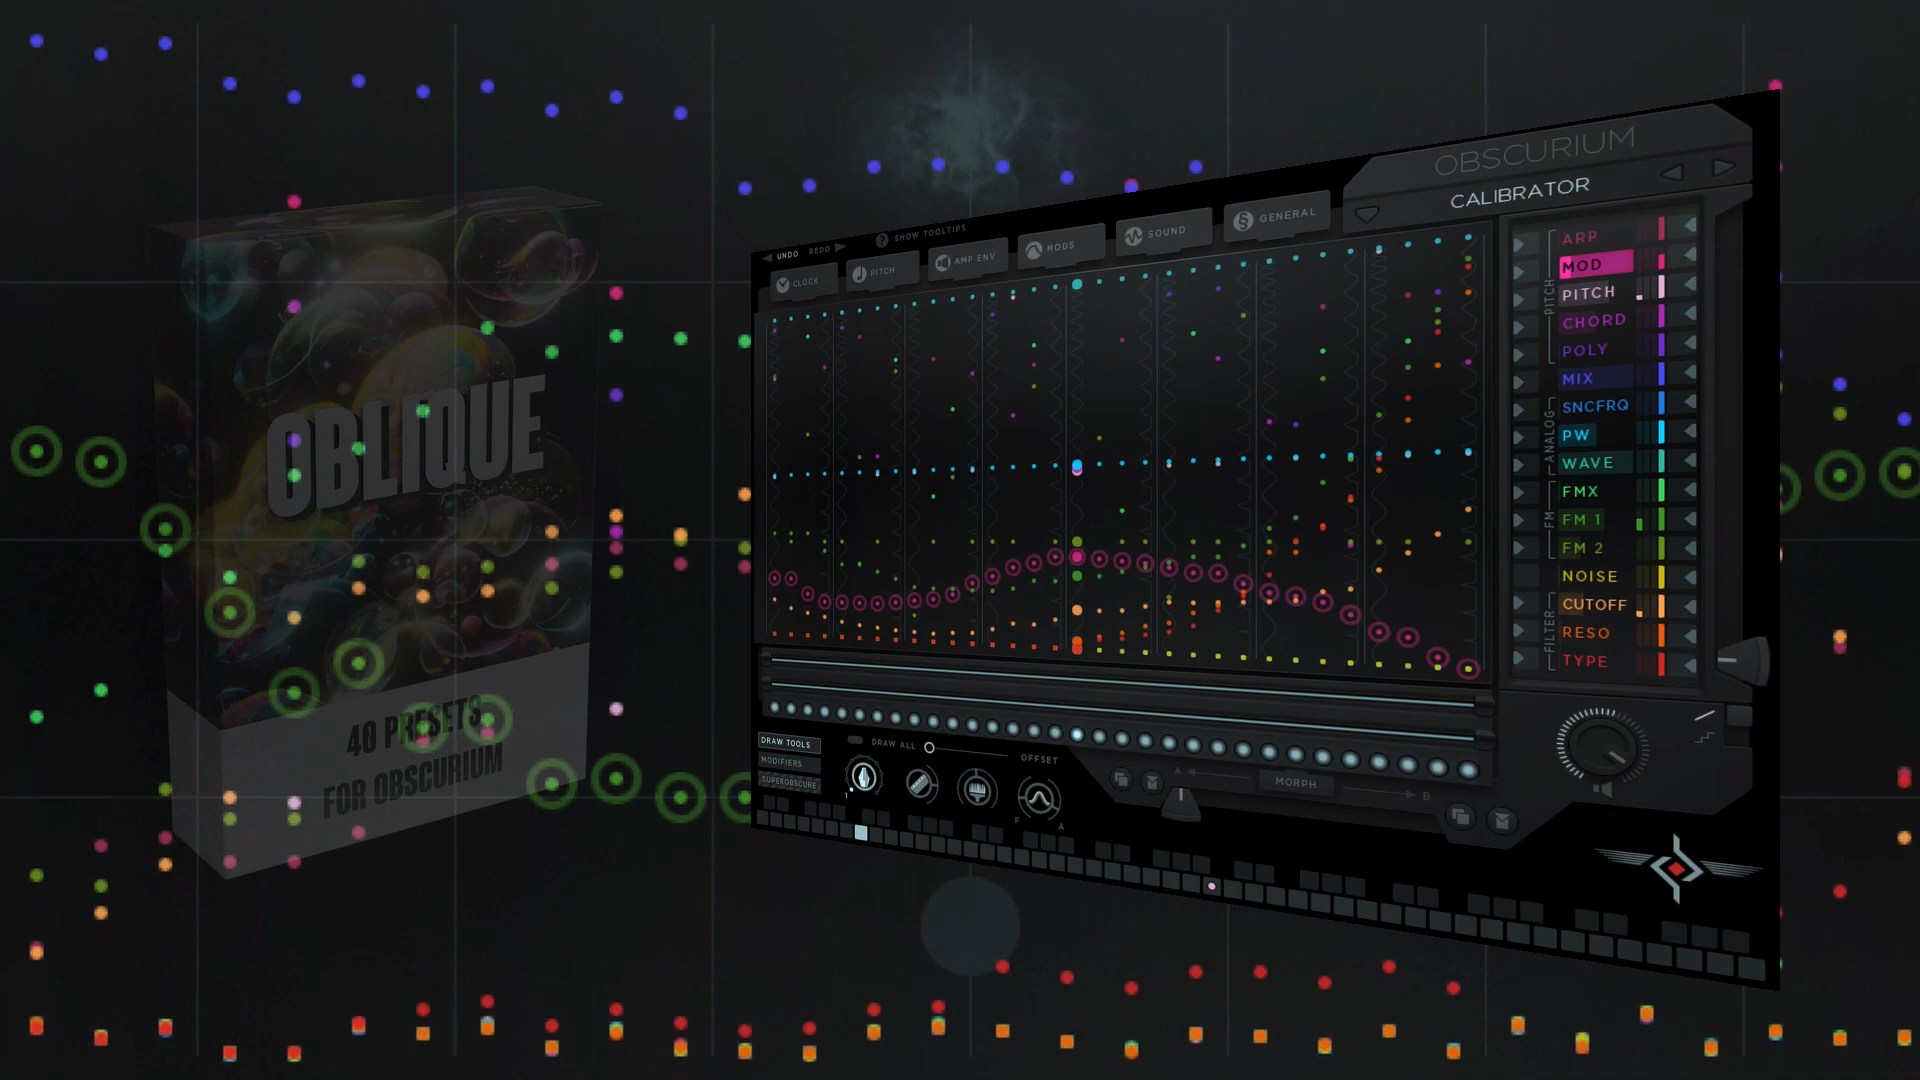 OBLIQUE
40 PRESETS
FOR OBSCURIUM
OBSCURIUM
CALIBRATOR
UNDO REDO SHOW TOOLTIPS
CLOCK PITCH AMP ENV MODS SOUND GENERAL
ARP
MOD
PITCH
CHORD
POLY
MIX
SNCFRQ
PW
WAVE
FMX
FM 1
FM 2
NOISE
CUTOFF
RESO
TYPE
PITCH
ANALOG
FM
FILTER
DRAW TOOLS
MODIFIERS
SUPEROBSCURE
DRAW ALL
OFFSET
1
F A
A MORPH B